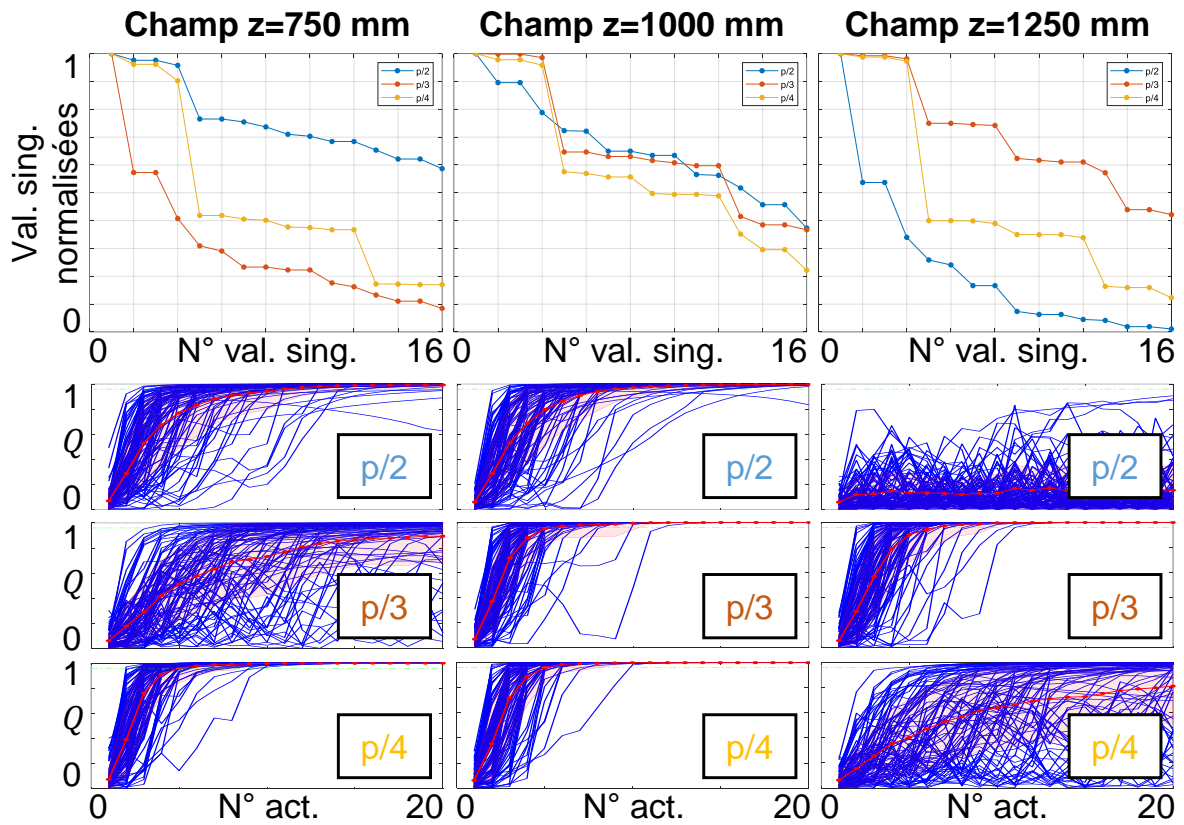 Champ z=750 mm Champ z=1000 mm Champ z=1250 mm
1 p/2 p/2 p/2
p/3 p/3 p/3
p/4 p/4 p/4
Val. sing.
normalisées
0
0 N° val. sing. 16 0 N° val. sing. 16 0 N° val. sing. 16
1
Q p/2 p/2 p/2
0
1
Q p/3 p/3 p/3
0
1
Q p/4 p/4 p/4
0
0 N° act. 20 0 N° act. 20 0 N° act. 20